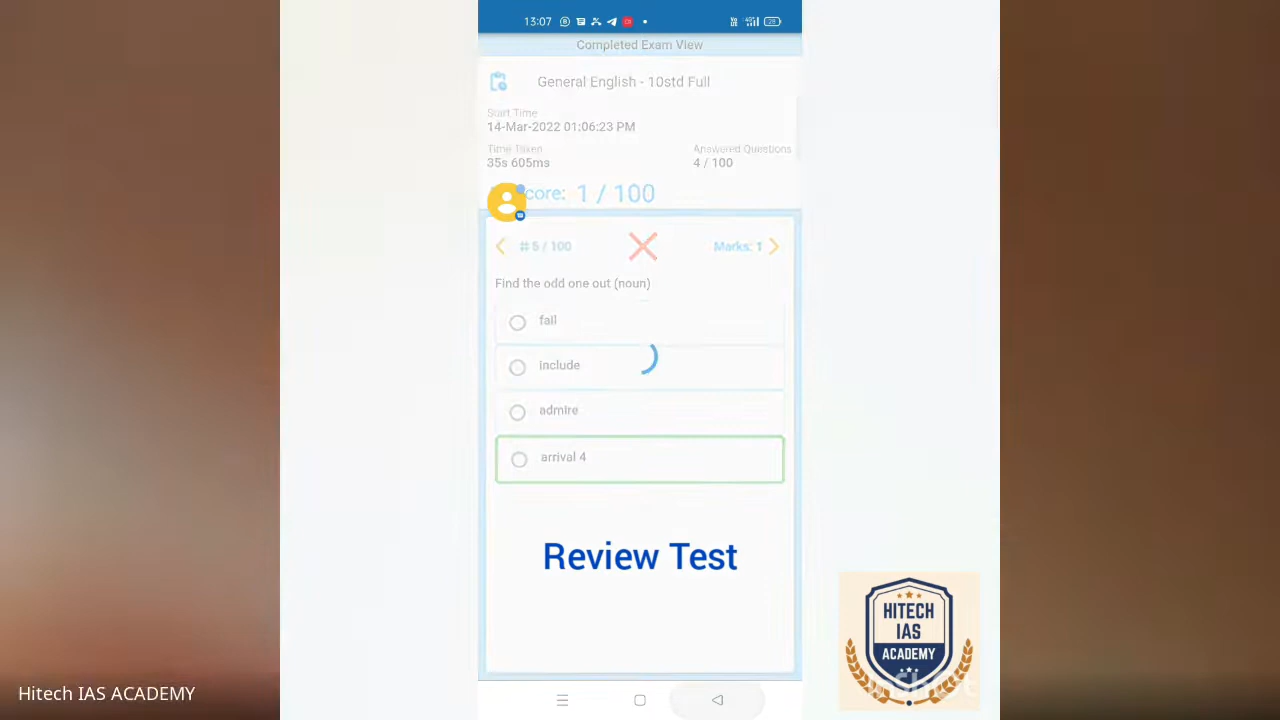 13:07
Completed Exam View
General English - 10std Full
Start Time
14-Mar-2022 01:06:23 PM
Time Taken
35s 605ms
Answered Questions
4 / 100
core: 1 / 100
# 5 / 100
Marks: 1
Find the odd one out (noun)
fail
include
admire
arrival 4
Review Test
HITECH
IAS
ACADEMY
Hitech IAS ACADEMY